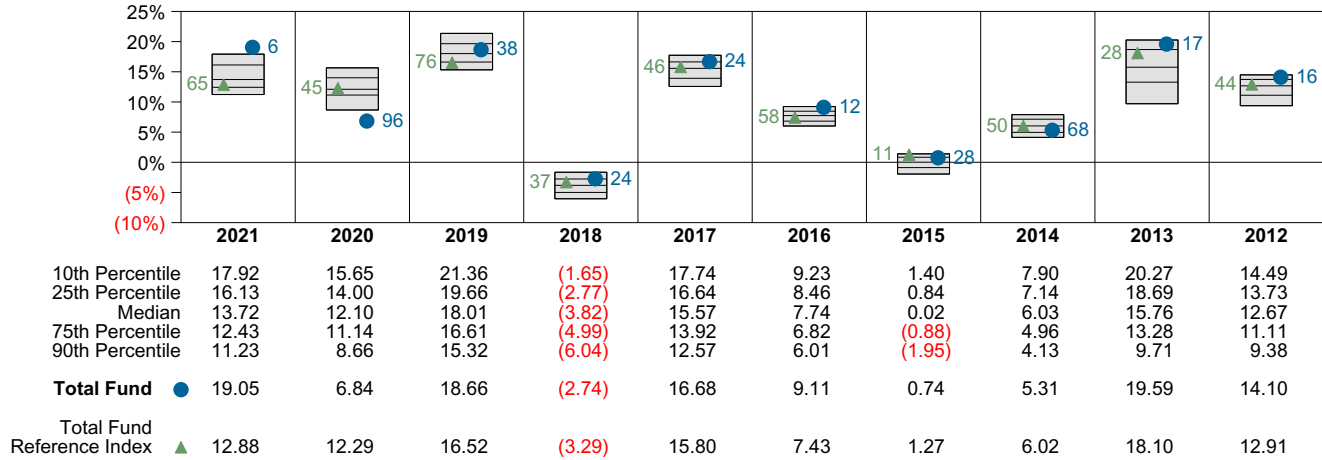 25%
20%
15%
10%
5%
0%
(5%)
(10%)
65 6
45 96
76 38
37 24
46 24
58 12
11 28
50 68
28 17
44 16
2021 2020 2019 2018 2017 2016 2015 2014 2013 2012
10th Percentile 17.92 15.65 21.36 (1.65) 17.74 9.23 1.40 7.90 20.27 14.49
25th Percentile 16.13 14.00 19.66 (2.77) 16.64 8.46 0.84 7.14 18.69 13.73
Median 13.72 12.10 18.01 (3.82) 15.57 7.74 0.02 6.03 15.76 12.67
75th Percentile 12.43 11.14 16.61 (4.99) 13.92 6.82 (0.88) 4.96 13.28 11.11
90th Percentile 11.23 8.66 15.32 (6.04) 12.57 6.01 (1.95) 4.13 9.71 9.38
Total Fund 19.05 6.84 18.66 (2.74) 16.68 9.11 0.74 5.31 19.59 14.10
Total Fund
Reference Index 12.88 12.29 16.52 (3.29) 15.80 7.43 1.27 6.02 18.10 12.91